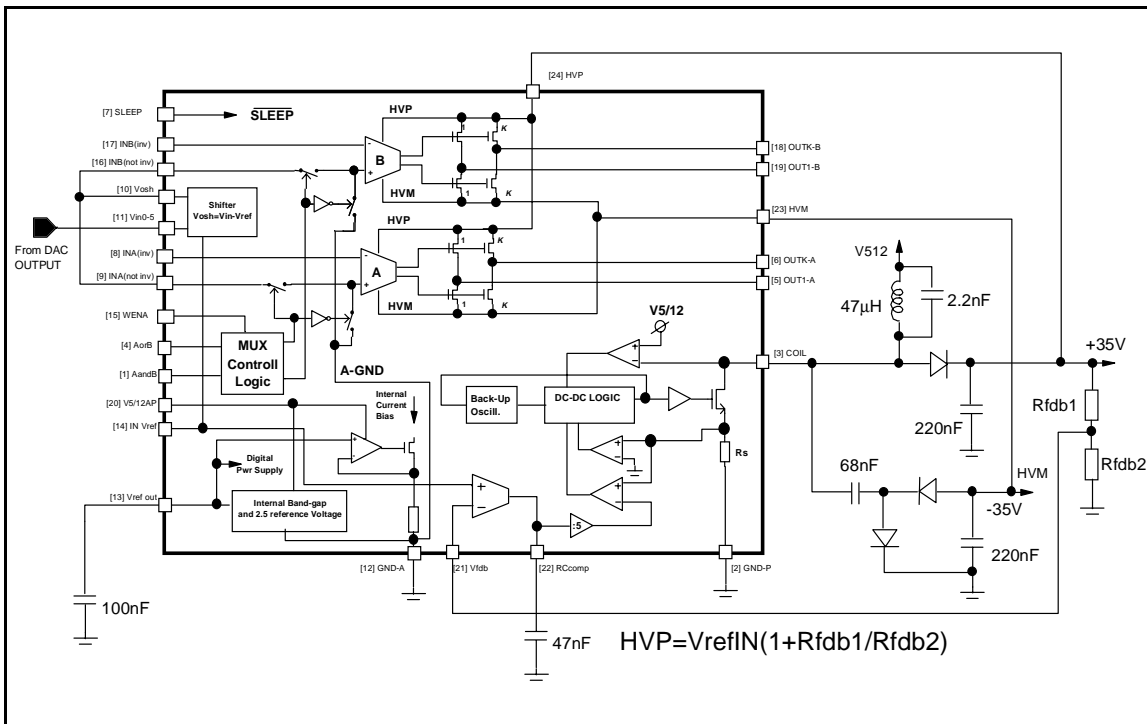 [24] HVP
[7] SLEEP
SLEEP
HVP
1
K
[17] INB(inv)
-
B
[18] OUTK-B
[16] INB(not inv)
+
[19] OUT1-B
[10] Vosh
HVM
1
K
Shifter
Vosh=Vin-Vref
[11] Vin0-5
HVP
[23] HVM
From DAC
OUTPUT
1
K
V512
[8] INA(inv)
-
A
[6] OUTK-A
[9] INA(not inv)
+
[5] OUT1-A
47µH
2.2nF
HVM
1
K
[15] WENA
V5/12
+35V
MUX
Controll
Logic
[4] AorB
+
-
[3] COIL
[1] AandB
A-GND
[20] V5/12AP
Internal
Current
Bias
Back-Up
Oscill.
DC-DC LOGIC
Rfdb1
[14] IN Vref
220nF
+
-
Rs
Rfdb2
Digital
Pwr Supply
+
-
68nF
HVM
[13] Vref out
Internal Band-gap
and 2.5 reference Voltage
+
-
+
-
-35V
:5
220nF
[12] GND-A
[21] Vfdb
[22] RCcomp
[2] GND-P
100nF
47nF
HVP=VrefIN(1+Rfdb1/Rfdb2)